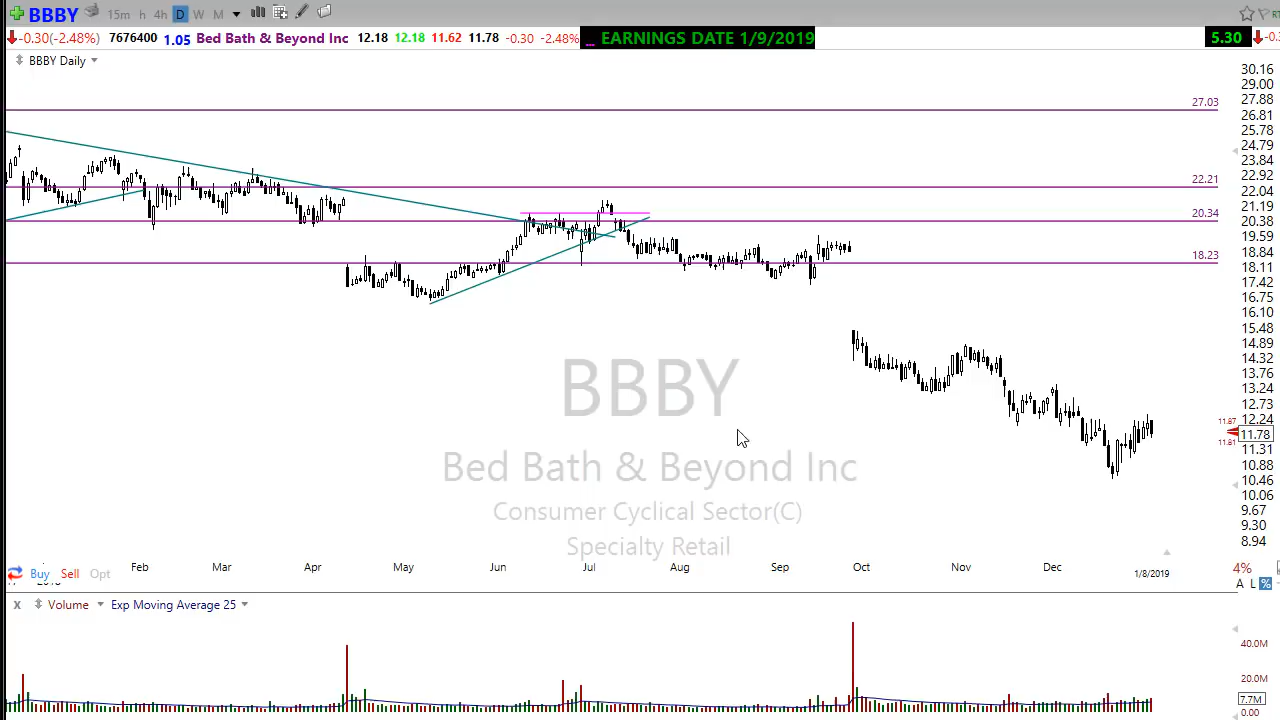 BBBY 15m h 4h D W M
-0.30(-2.48%) 7676400 1.05 Bed Bath & Beyond Inc 12.18 12.18 11.62 11.78 -0.30 -2.48% ... EARNINGS DATE 1/9/2019 5.30
BBBY Daily
30.16
29.00
27.88
27.03
26.81
25.78
24.79
23.84
22.92
22.21
22.04
21.19
20.34
20.38
19.59
18.84
18.23
18.11
17.42
16.75
16.10
15.48
14.89
14.32
13.76
13.24
12.73
12.24
11.87
11.78
11.81
11.31
10.88
10.46
10.06
9.67
9.30
8.94
BBBY
Bed Bath & Beyond Inc
Consumer Cyclical Sector(C)
Specialty Retail
Feb Mar Apr May Jun Jul Aug Sep Oct Nov Dec 1/8/2019
Buy Sell Opt
4%
A L %
X Volume Exp Moving Average 25
40.0M
20.0M
7.7M
0.00